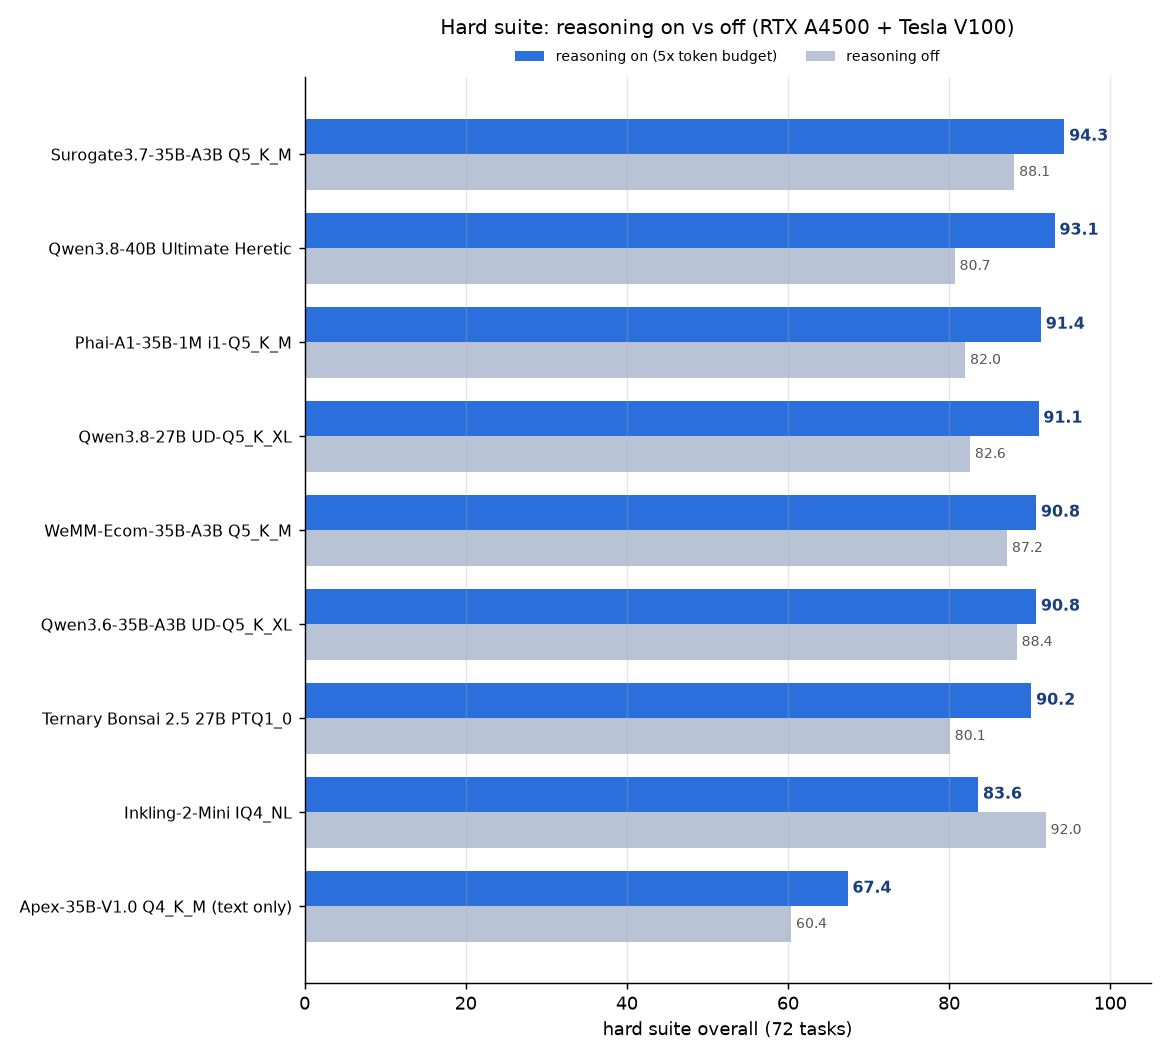 Hard suite: reasoning on vs off (RTX A4500 + Tesla V100)
reasoning on (5x token budget) reasoning off
Surogate3.7-35B-A3B Q5_K_M 94.3
88.1
Qwen3.8-40B Ultimate Heretic 93.1
80.7
Phai-A1-35B-1M i1-Q5_K_M 91.4
82.0
Qwen3.8-27B UD-Q5_K_XL 91.1
82.6
WeMM-Ecom-35B-A3B Q5_K_M 90.8
87.2
Qwen3.6-35B-A3B UD-Q5_K_XL 90.8
88.4
Ternary Bonsai 2.5 27B PTQ1_0 90.2
80.1
Inkling-2-Mini IQ4_NL 83.6
92.0
Apex-35B-V1.0 Q4_K_M (text only) 67.4
60.4
0 20 40 60 80 100
hard suite overall (72 tasks)